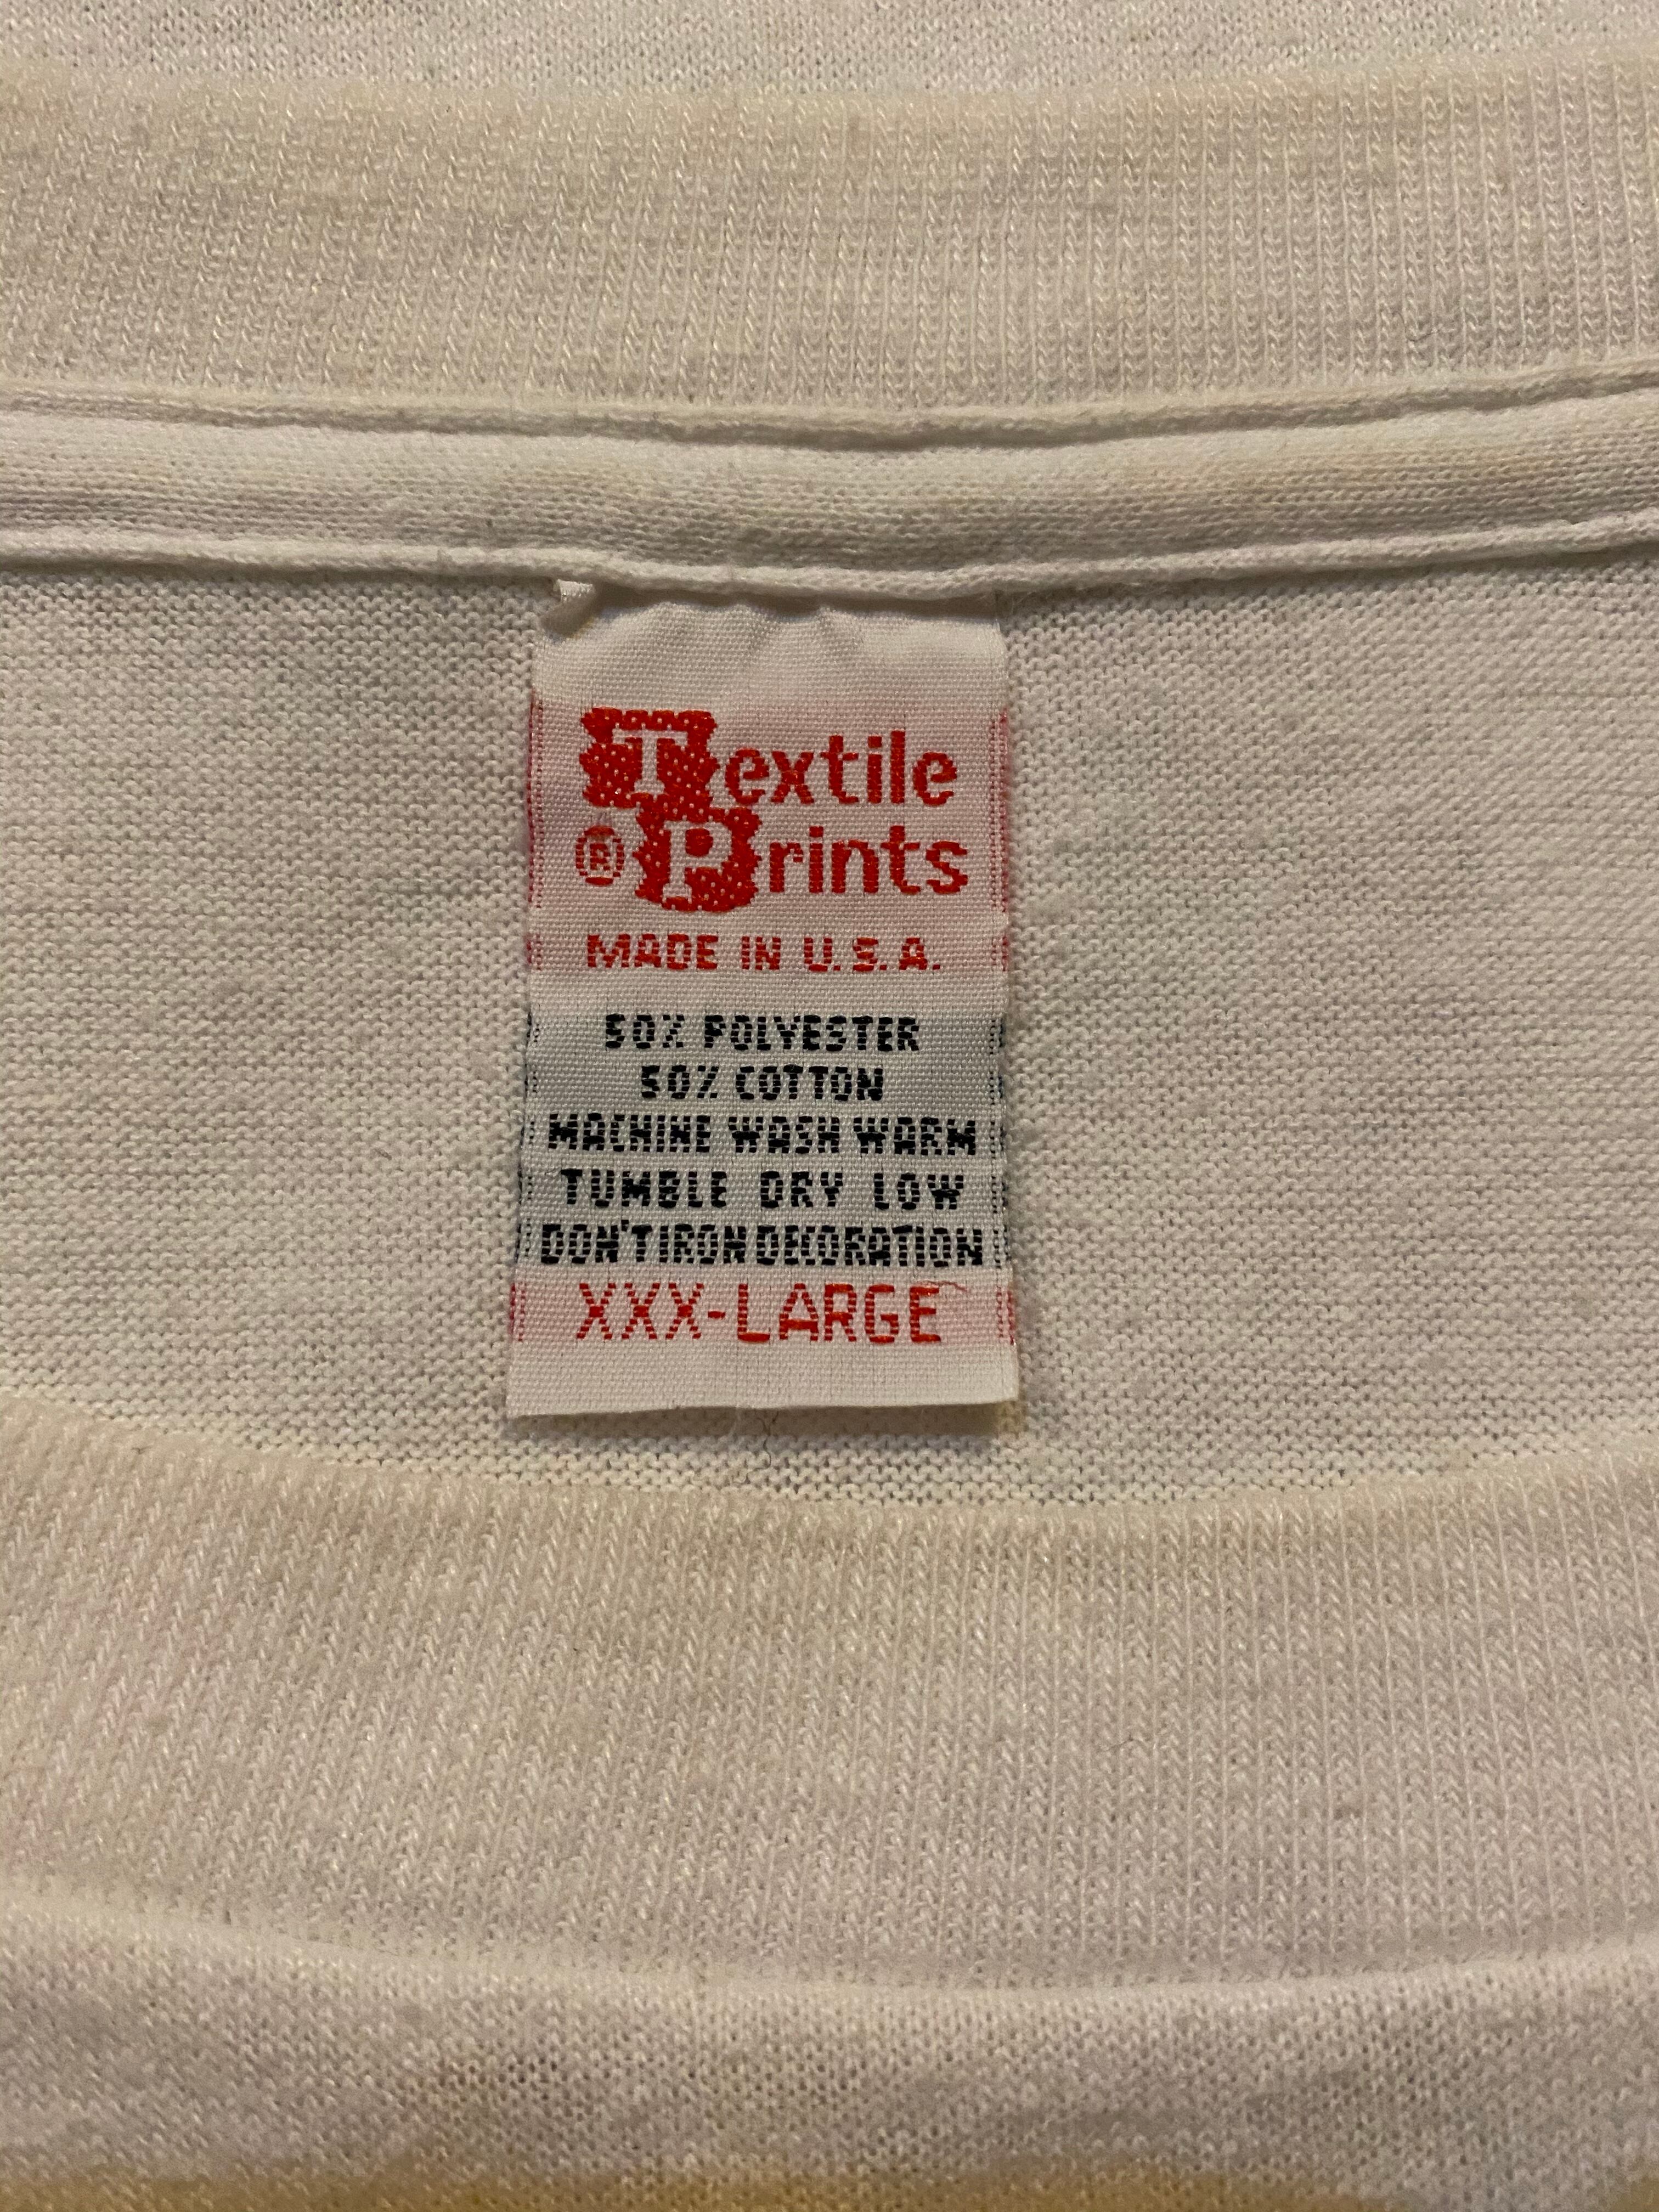 Textile
® Prints
MADE IN U.S.A.
50% POLYESTER
50% COTTON
MACHINE WASH WARM
TUMBLE DRY LOW
DON'T IRON DECORATION
XXX-LARGE